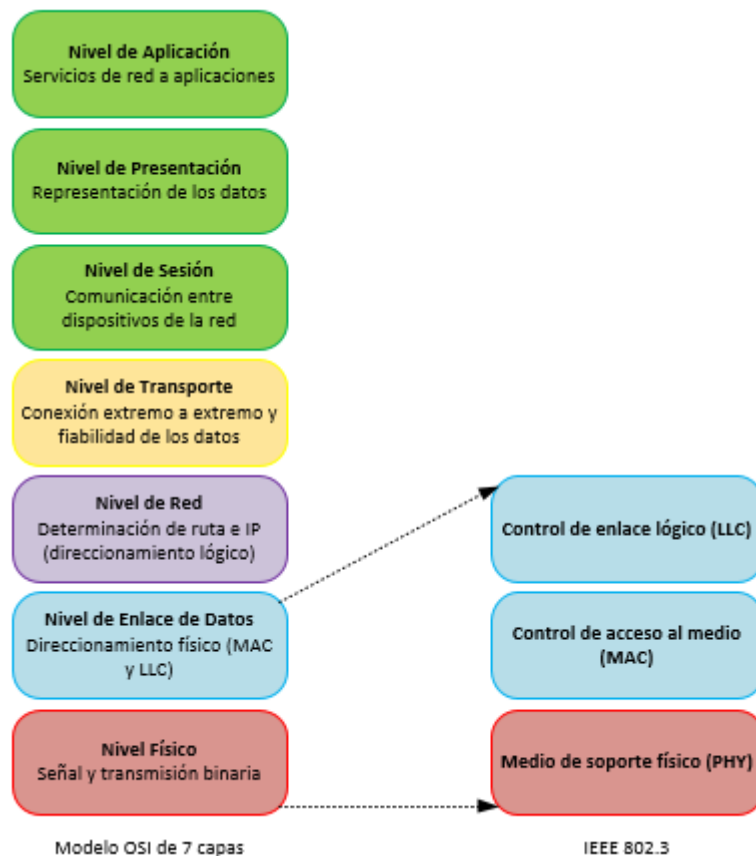 Nivel de Aplicación
Servicios de red a aplicaciones
Nivel de Presentación
Representación de los datos
Nivel de Sesión
Comunicación entre
dispositivos de la red
Nivel de Transporte
Conexión extremo a extremo y
fiabilidad de los datos
Nivel de Red
Determinación de ruta e IP
(direccionamiento lógico)
Control de enlace lógico (LLC)
Nivel de Enlace de Datos
Direccionamiento físico (MAC
y LLC)
Control de acceso al medio
(MAC)
Nivel Físico
Señal y transmisión binaria
Medio de soporte físico (PHY)
Modelo OSI de 7 capas
IEEE 802.3